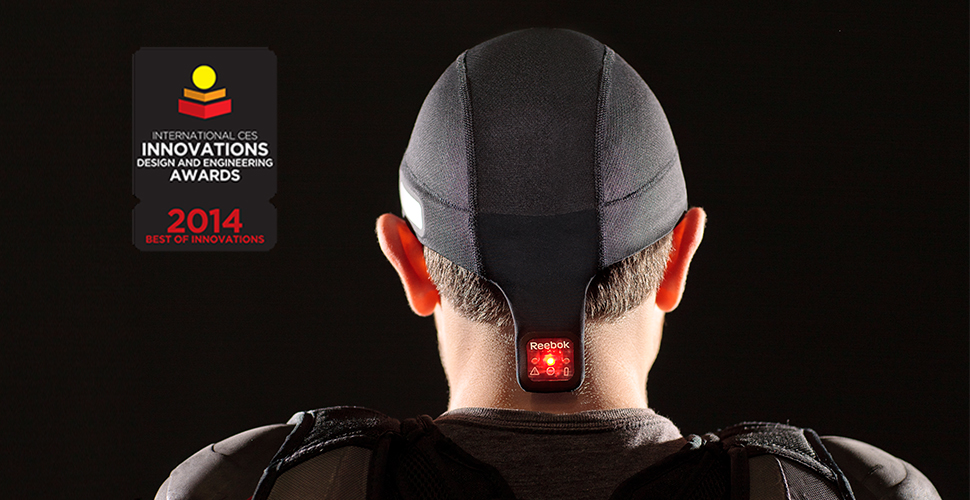 INTERNATIONAL CES
INNOVATIONS
DESIGN AND ENGINEERING
AWARDS
2014
BEST OF INNOVATIONS
Reebok